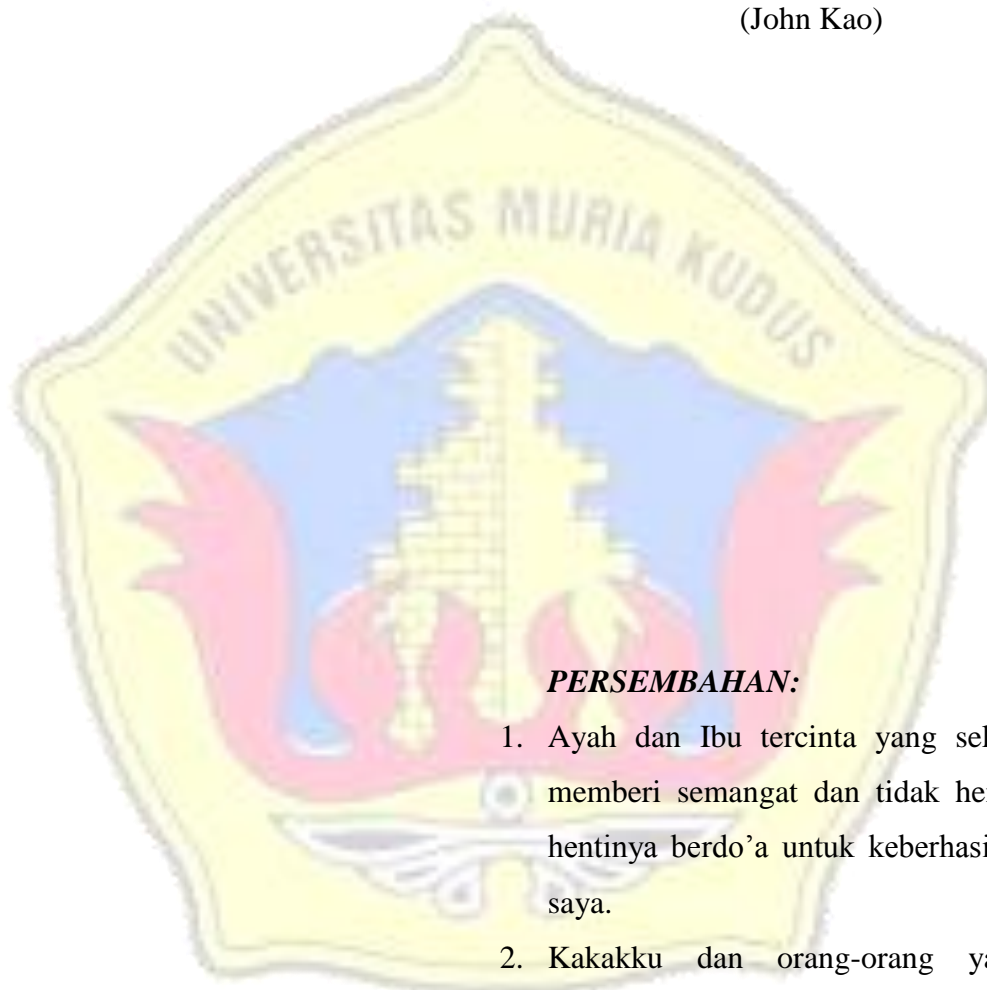 (John Kao)
UNIVERSITAS MURIA KUDUS
PERSEMBAHAN:
1. Ayah dan Ibu tercinta yang
memberi semangat dan tidak
hentinya berdo’a untuk
saya.
2. Kakakku dan orang-orang